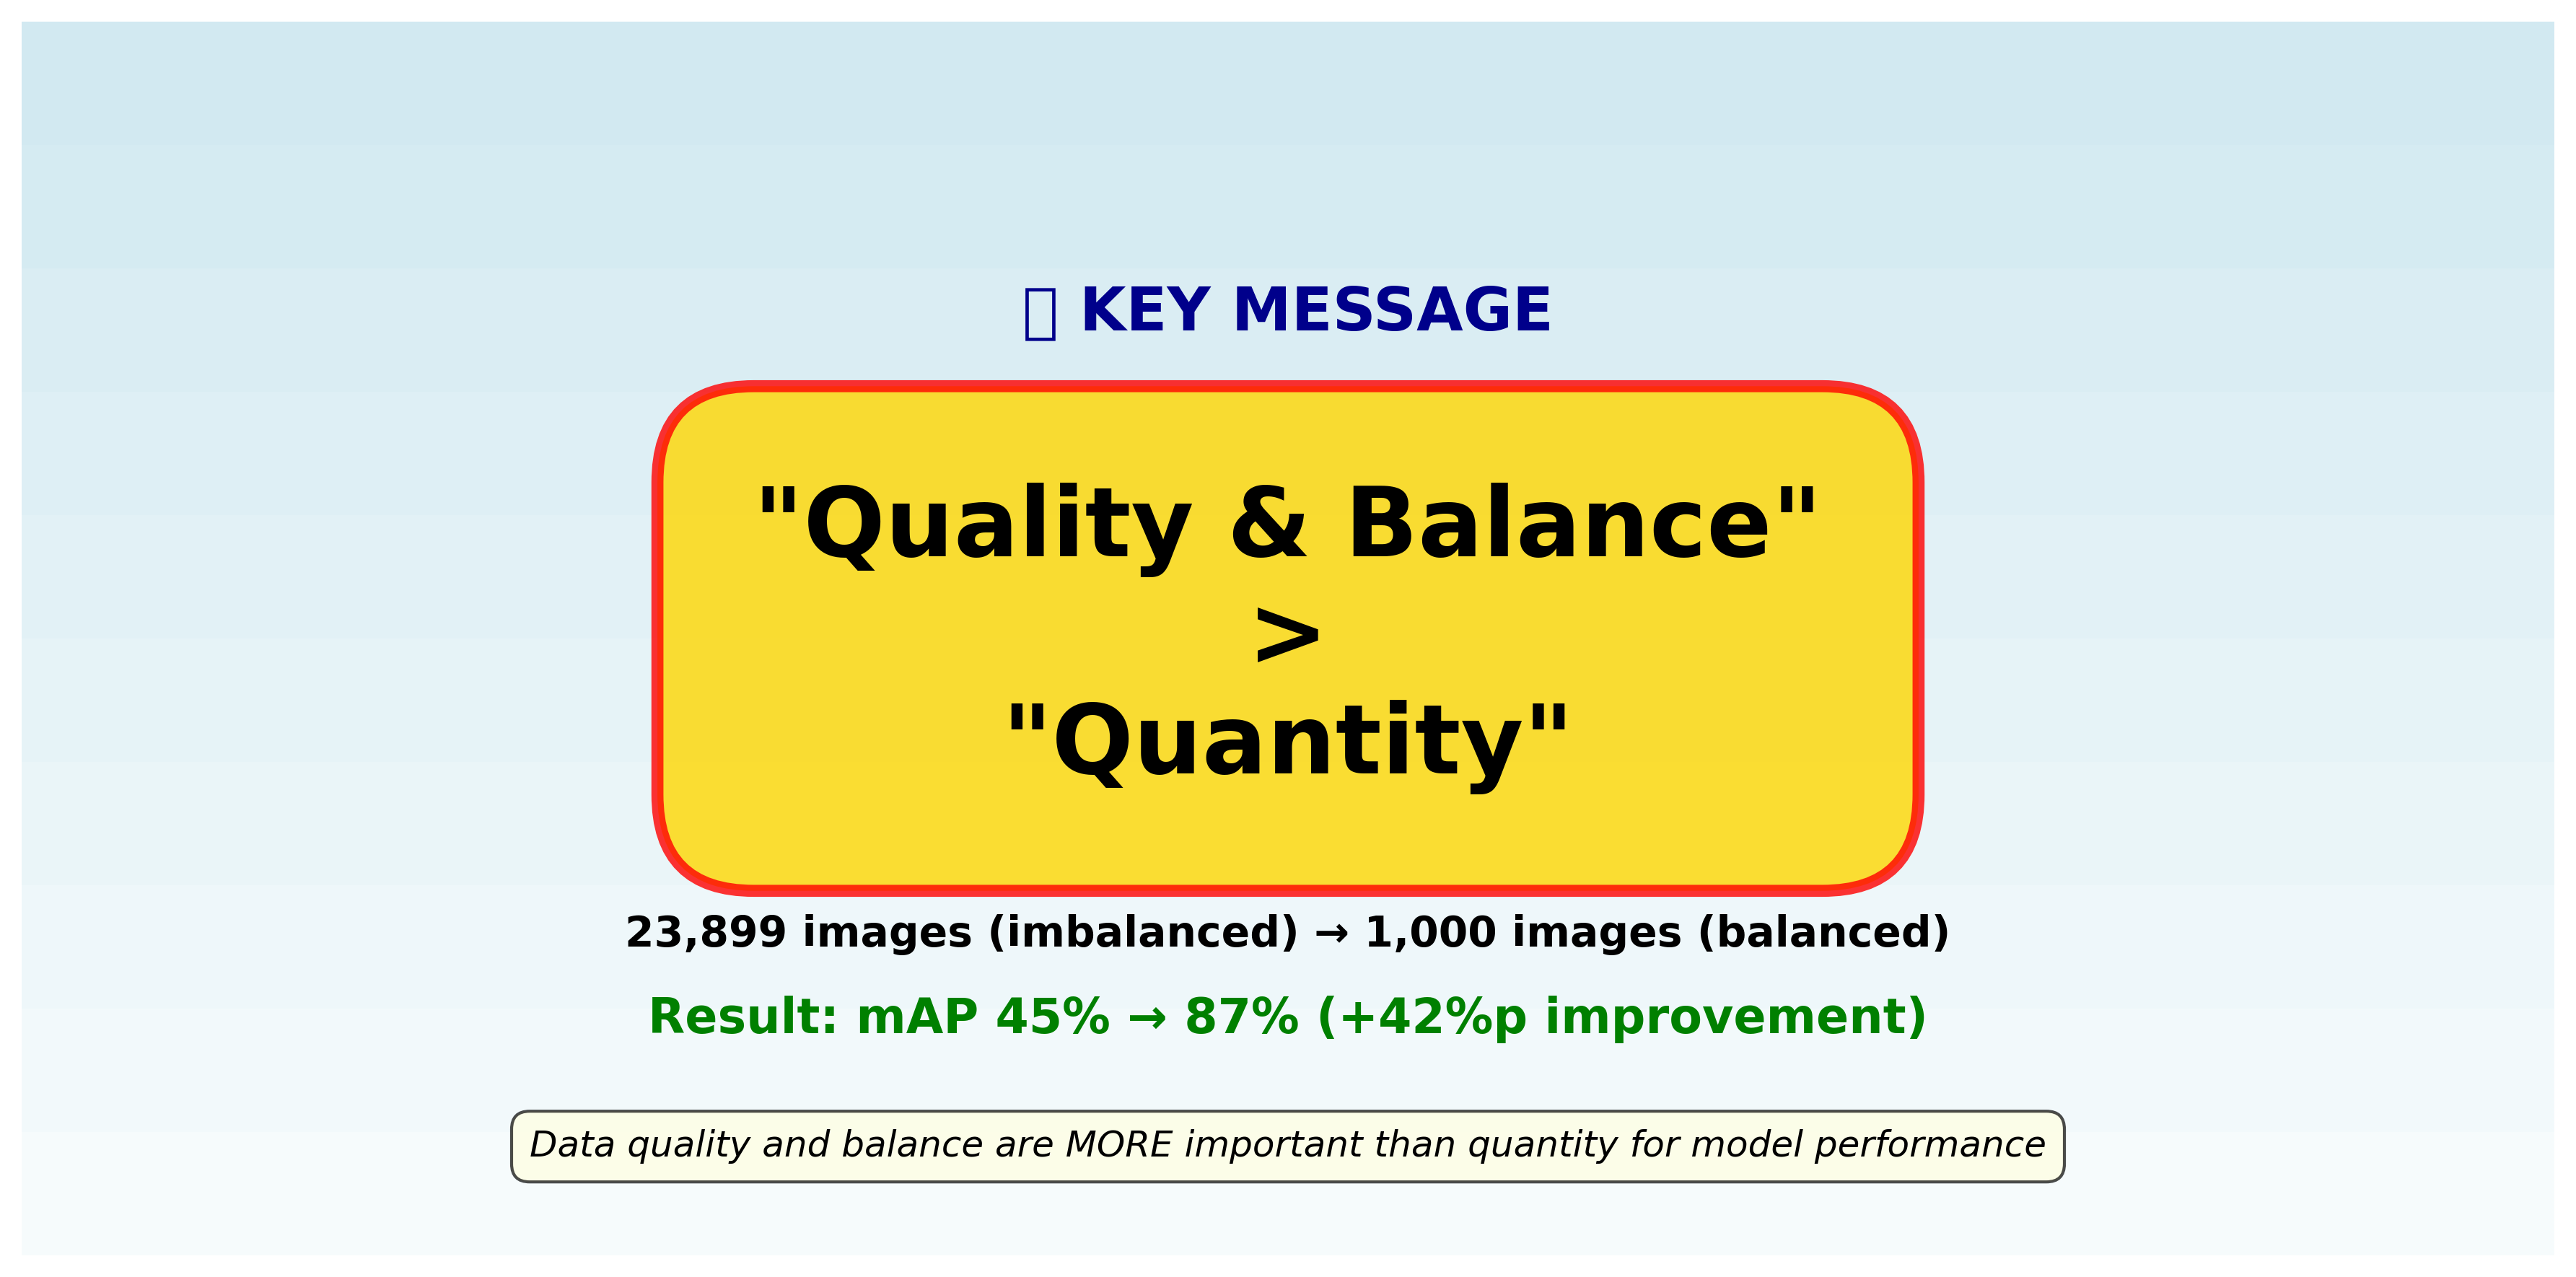 KEY MESSAGE
"Quality & Balance"
>
"Quantity"
23,899 images (imbalanced) → 1,000 images (balanced)
Result: mAP 45% → 87% (+42%p improvement)
Data quality and balance are MORE important than quantity for model performance